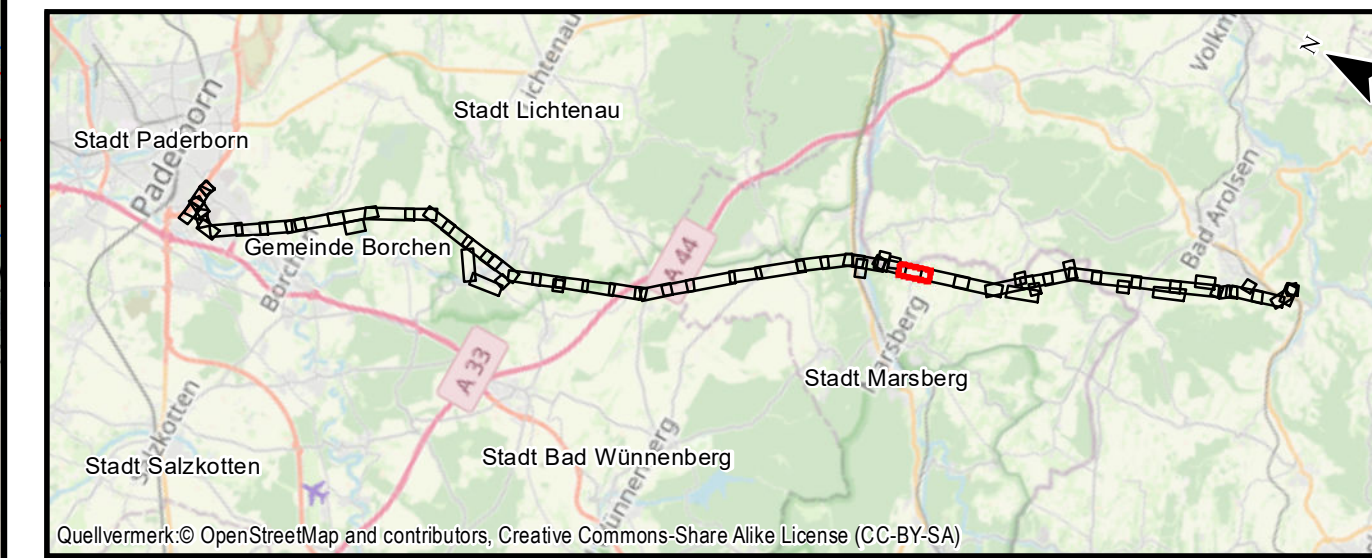 Volkm
N
Lichtenau
Stadt Lichtenau
Stadt Paderborn
Paderborn
Bad Arolsen
A 44
Gemeinde Borchen
Borchen
Marsberg
A 33
Stadt Marsberg
Salzkotten
Stadt Salzkotten
Stadt Bad Wünnenberg
Wünnenberg
Quellvermerk:© OpenStreetMap and contributors, Creative Commons-Share Alike License (CC-BY-SA)